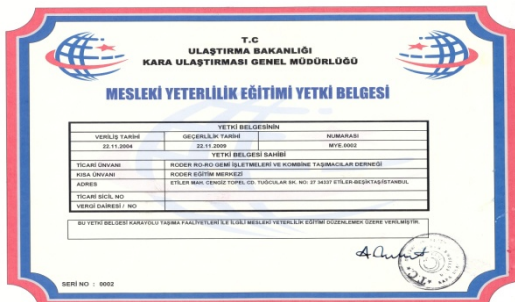 T.C
ULAŞTIRMA BAKANLIĞI
KARA ULAŞTIRMASI GENEL MÜDÜRLÜĞÜ
MESLEKİ YETERLİLİK EĞİTİMİ YETKİ BELGESİ
YETKİ BELGESİNİN
VERİLİŞ TARİHİ GEÇERLİLİK TARİHİ NUMARASI
22.11.2004 22.11.2009 MYE.0002
YETKİ BELGESİ SAHİBİ
TİCARİ ÜNVANI RODER RO-RO GEMİ İŞLETMELERİ VE KOMBİNE TAŞIMACILAR DERNEĞİ
KISA ÜNVANI RODER EĞİTİM MERKEZİ
ADRES ETİLER MAH. CENGİZ TOPEL CD. TUĞCULAR SK. NO: 27 34337 ETİLER-BEŞİKTAŞ/İSTANBUL
TİCARİ SİCİL NO
VERGİ DAİRESİ / NO
BU YETKİ BELGESİ KARAYOLU TAŞIMA FAALİYETLERİ İLE İLGİLİ MESLEKİ YETERLİLİK EĞİTİMİ DÜZENLEMEK ÜZERE VERİLMİŞTİR.
SERİ NO : 0002